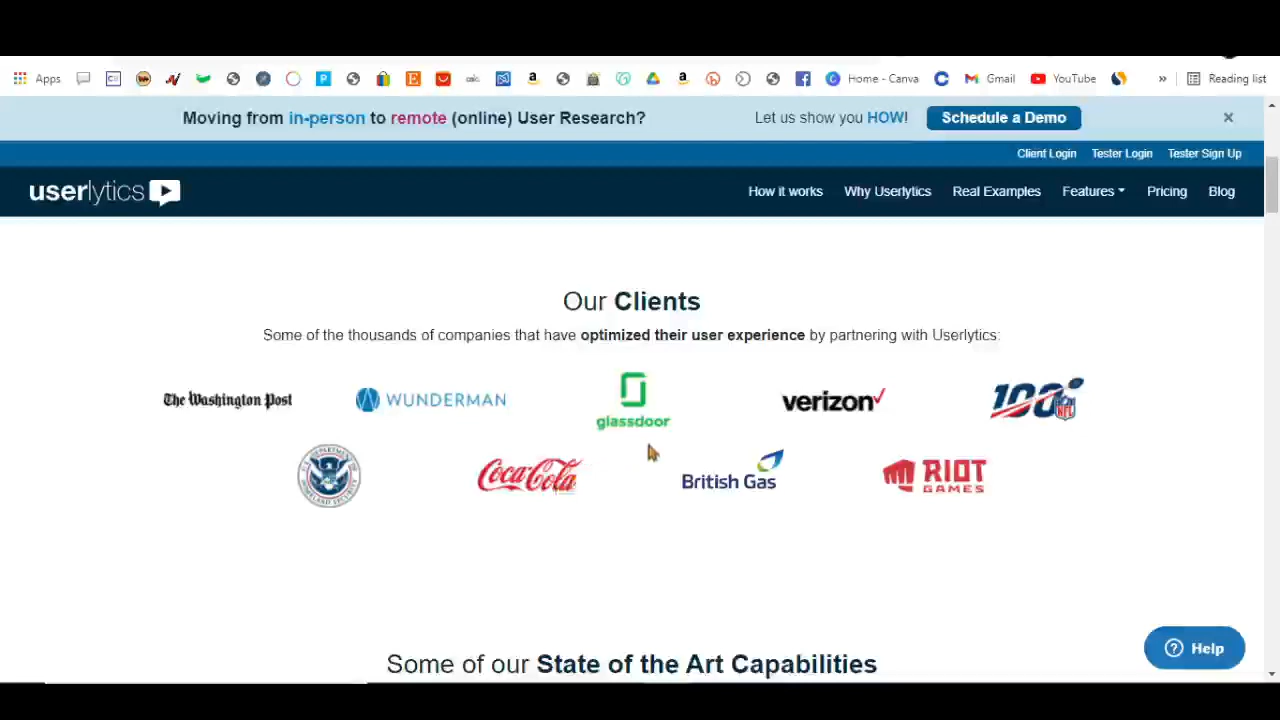 Apps
Home - Canva
Gmail
YouTube
»
Reading list
Moving from in-person to remote (online) User Research?
Let us show you HOW!
Schedule a Demo
×
Client Login
Tester Login
Tester Sign Up
userlytics
How it works
Why Userlytics
Real Examples
Features
Pricing
Blog
Our Clients
Some of the thousands of companies that have optimized their user experience by partnering with Userlytics:
The Washington Post
WUNDERMAN
glassdoor
verizon
100
NFL
Coca-Cola
British Gas
RIOT
GAMES
Some of our State of the Art Capabilities
? Help